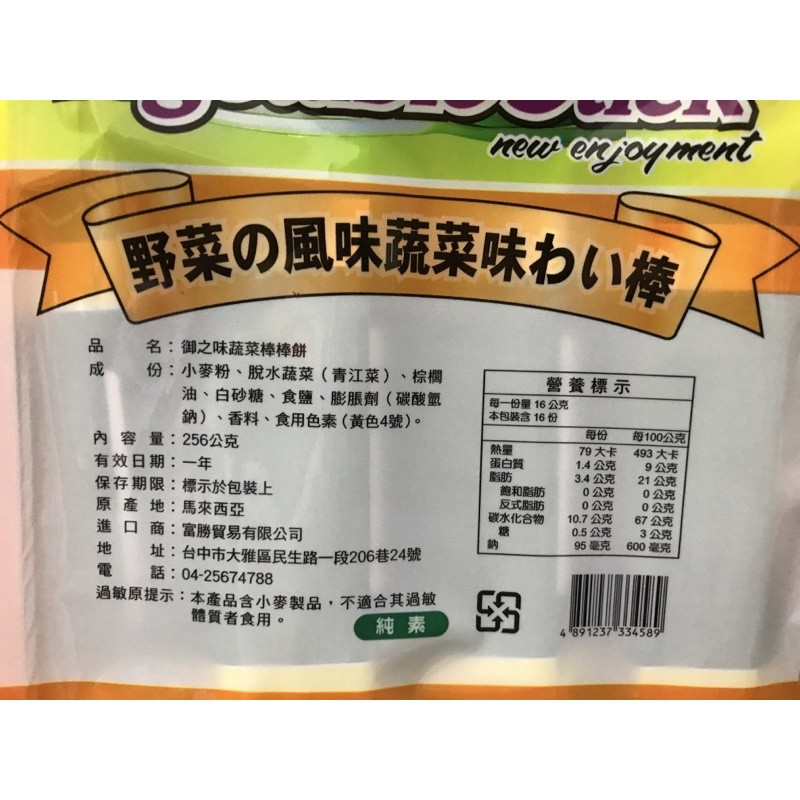 new enjoyment
野菜の風味蔬菜味わい棒
品名：御之味蔬菜棒棒餅
成份：小麥粉、脫水蔬菜（青江菜）、棕櫚
油、白砂糖、食鹽、膨脹劑（碳酸氫
鈉）、香料、食用色素（黃色4號）。
內容量：256公克
有效日期：一年
保存期限：標示於包裝上
原產地：馬來西亞
進口商：富勝貿易有限公司
地址：台中市大雅區民生路一段206巷24號
電話：04-25674788
過敏原提示：本產品含小麥製品，不適合其過敏
體質者食用。
純素
營養標示
每一份量 16 公克
本包裝含 16 份
每份 每100公克
熱量 79 大卡 493 大卡
蛋白質 1.4 公克 9 公克
脂肪 3.4 公克 21 公克
飽和脂肪 0 公克 0 公克
反式脂肪 0 公克 0 公克
碳水化合物 10.7 公克 67 公克
糖 0.5 公克 3 公克
鈉 95 毫克 600 毫克
4 891237 334589